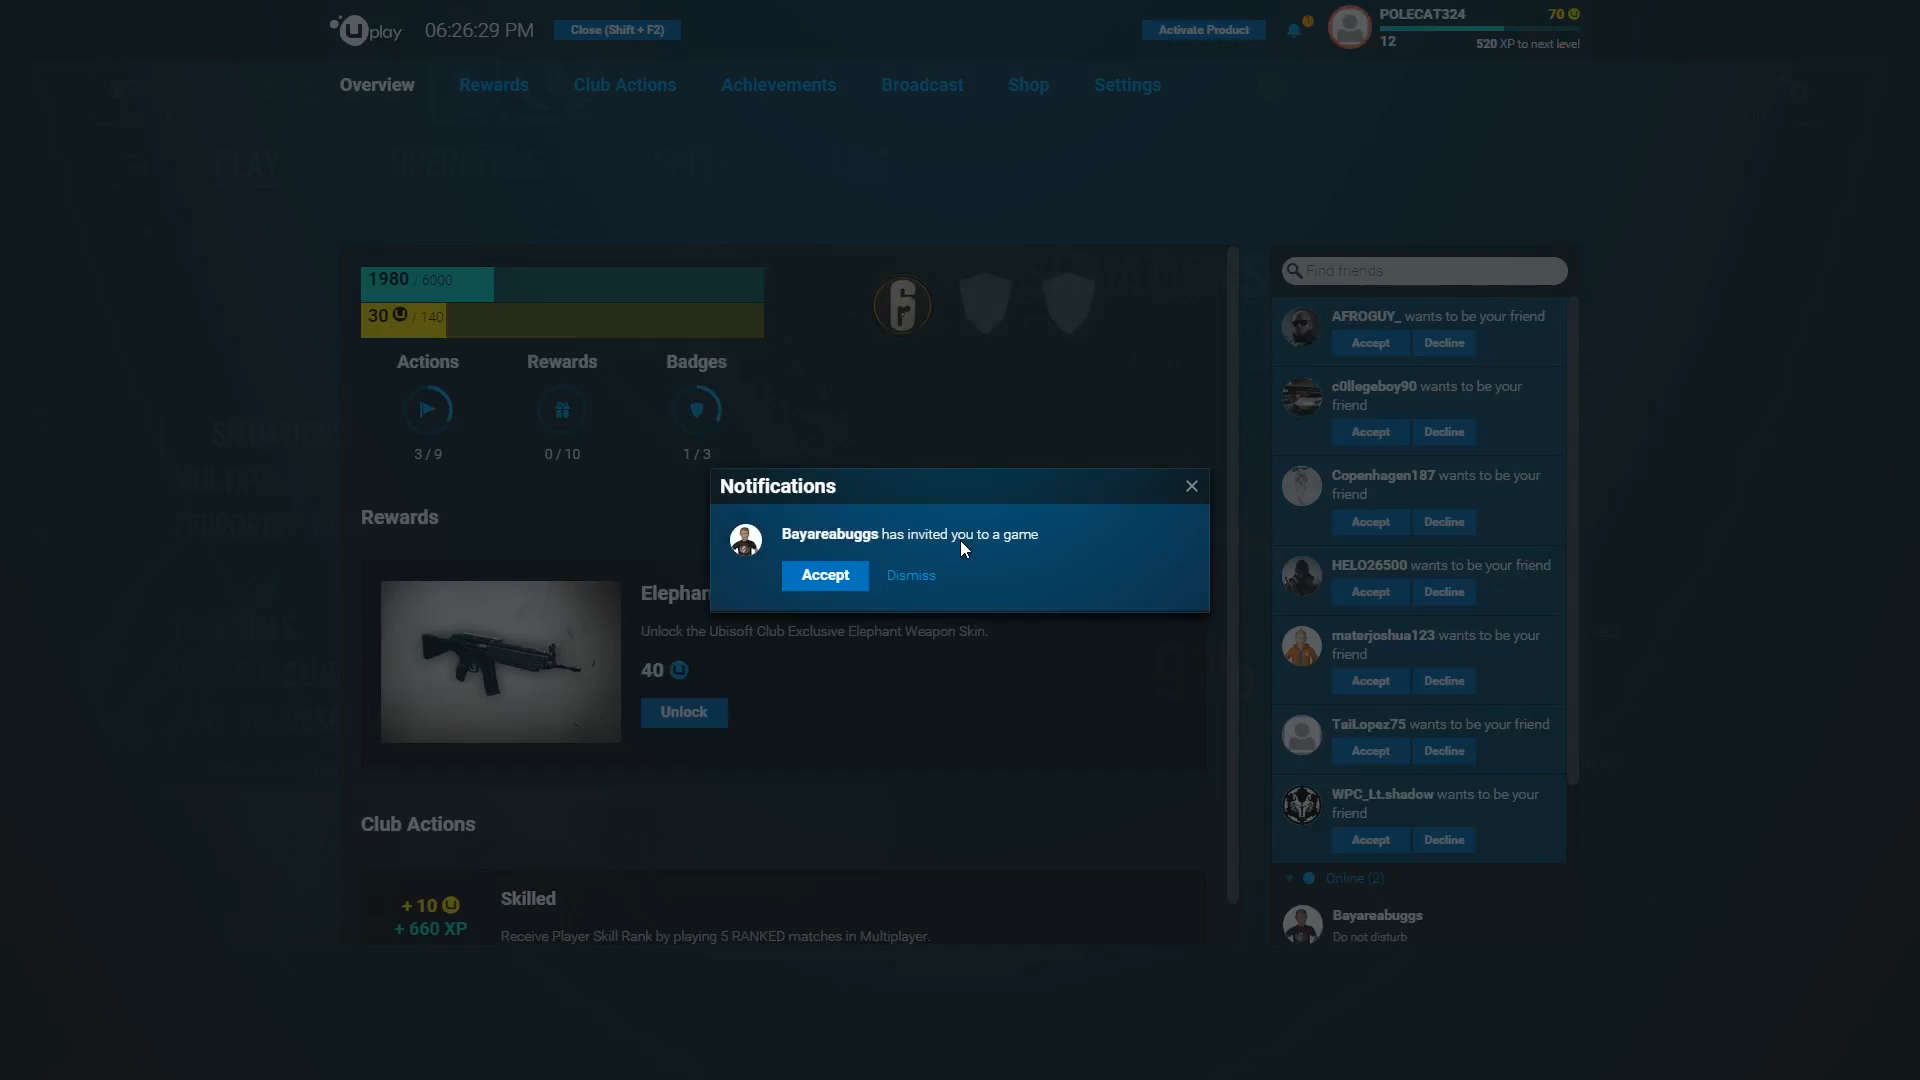 Uplay
06:26:29 PM
Close (Shift + F2)
Activate Product
POLECAT324
70
12
520 XP to next level
Overview
Rewards
Club Actions
Achievements
Broadcast
Shop
Settings
PLAY
1980 / 6000
30 / 140
Actions
Rewards
Badges
3 / 9
0 / 10
1 / 3
Notifications
Bayareabuggs has invited you to a game
Accept
Dismiss
Rewards
Elephan
Unlock the Ubisoft Club Exclusive Elephant Weapon Skin.
40
Unlock
Club Actions
+ 10
+ 660 XP
Skilled
Receive Player Skill Rank by playing 5 RANKED matches in Multiplayer.
Find friends
AFROGUY_ wants to be your friend
Accept
Decline
c0llegeboy90 wants to be your
friend
Accept
Decline
Copenhagen187 wants to be your
friend
Accept
Decline
HELO26500 wants to be your friend
Accept
Decline
materjoshua123 wants to be your
friend
Accept
Decline
TaiLopez75 wants to be your friend
Accept
Decline
WPC_Lt.shadow wants to be your
friend
Accept
Decline
Online (2)
Bayareabuggs
Do not disturb